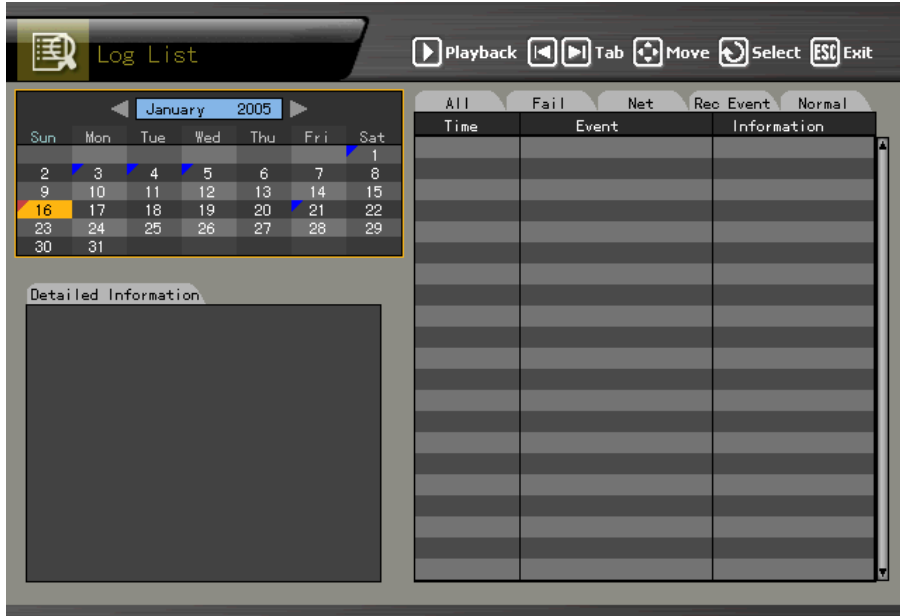 Log List
Playback Tab Move Select ESC Exit
January 2005
Sun Mon Tue Wed Thu Fri Sat
1
2 3 4 5 6 7 8
9 10 11 12 13 14 15
16 17 18 19 20 21 22
23 24 25 26 27 28 29
30 31
Detailed Information
All Fail Net Rec Event Normal
Time Event Information